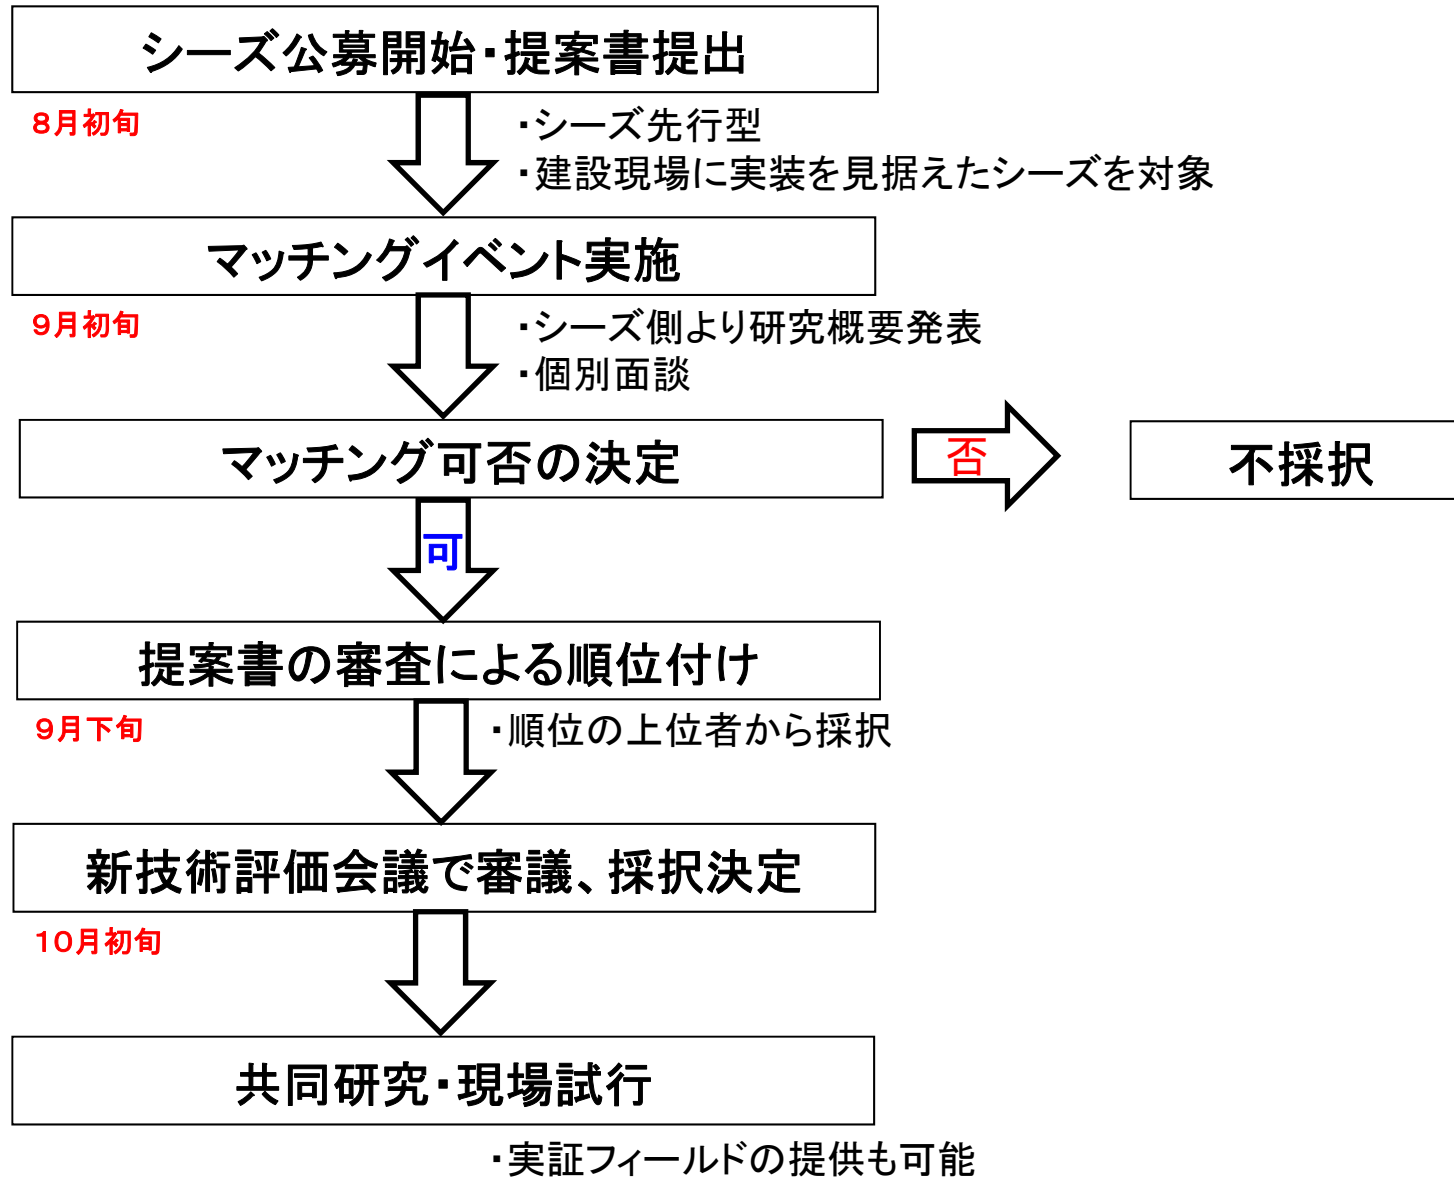 シーズ公募開始・提案書提出
８月初旬
・シーズ先行型
・建設現場に実装を見据えたシーズを対象
マッチングイベント実施
９月初旬
・シーズ側より研究概要発表
・個別面談
マッチング可否の決定
否
不採択
可
提案書の審査による順位付け
９月下旬
・順位の上位者から採択
新技術評価会議で審議、採択決定
１０月初旬
共同研究・現場試行
・実証フィールドの提供も可能